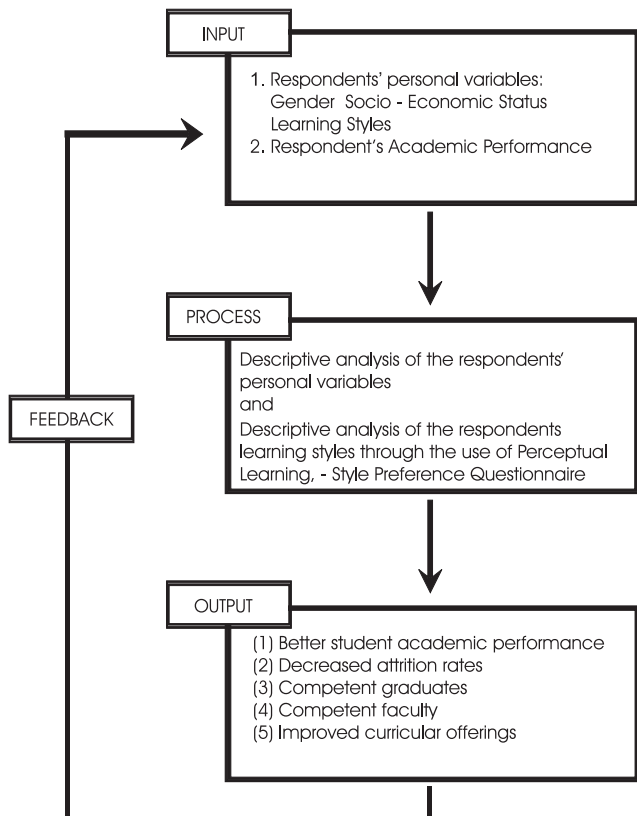 INPUT
1. Respondents' personal variables:
Gender Socio - Economic Status
Learning Styles
2. Respondent's Academic Performance
PROCESS
Descriptive analysis of the respondents'
personal variables
and
Descriptive analysis of the respondents
learning styles through the use of Perceptual
Learning, - Style Preference Questionnaire
FEEDBACK
OUTPUT
(1) Better student academic performance
(2) Decreased attrition rates
(3) Competent graduates
(4) Competent faculty
(5) Improved curricular offerings